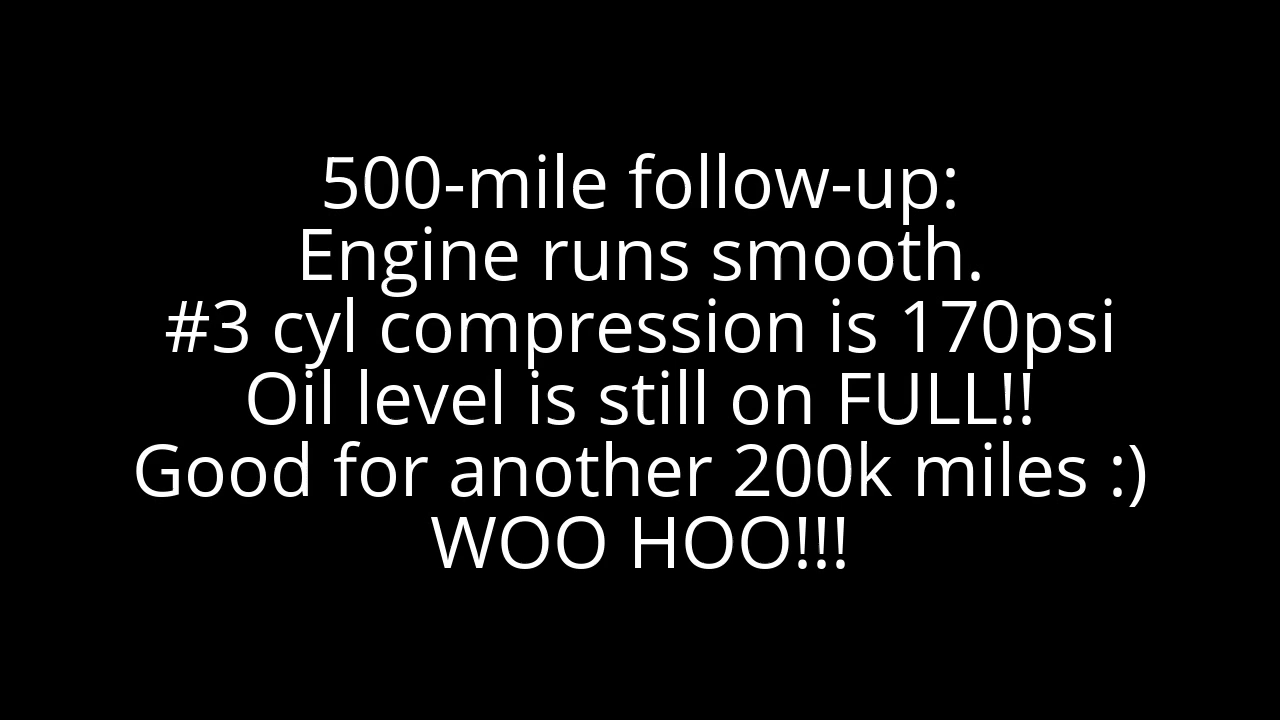 500-mile follow-up:
Engine runs smooth.
#3 cyl compression is 170psi
Oil level is still on FULL!!
Good for another 200k miles :)
WOO HOO!!!